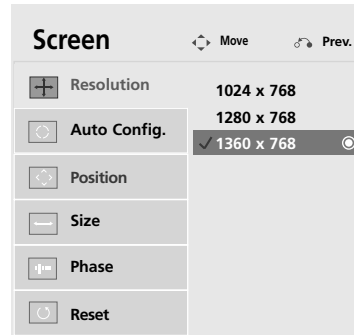 Screen
Move
Prev.
Resolution
Auto Config.
Position
Size
Phase
Reset
1024 x 768
1280 x 768
1360 x 768